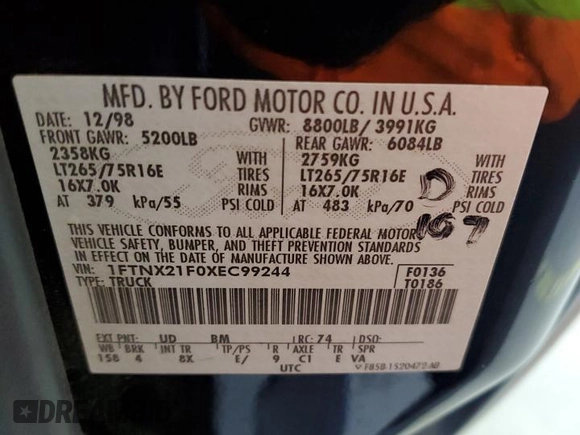 MFD. BY FORD MOTOR CO. IN U.S.A.
DATE: 12/98 GVWR: 8800LB/ 3991KG
FRONT GAWR: 5200LB REAR GAWR: 6084LB
2358KG WITH 2759KG WITH
LT265/75R16E TIRES LT265/75R16E TIRES
16X7.0K RIMS 16X7.0K RIMS
AT 379 kPa/55 PSI COLD AT 483 kPa/70 PSI COLD
D
107
THIS VEHICLE CONFORMS TO ALL APPLICABLE FEDERAL MOTOR
VEHICLE SAFETY, BUMPER, AND THEFT PREVENTION STANDARDS
IN EFFECT ON THE DATE OF MANUFACTURE SHOWN ABOVE.
VIN: 1FTNX21F0XEC99244 F0136
TYPE: TRUCK T0186
EXT PNT: UD BM RC: 74 DSO:
WB BRK INT TR TP/PS R AXLE TR SPR
158 4 8X E/ 9 C1 E VA
UTC